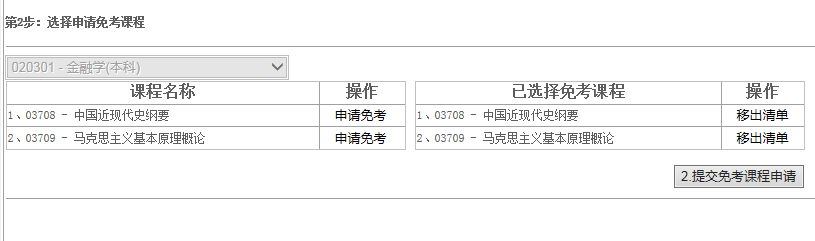 第2步：选择申请免考课程
020301 - 金融学(本科)
课程名称 操作 已选择免考课程 操作
1、03708 - 中国近现代史纲要 申请免考 1、03708 - 中国近现代史纲要 移出清单
2、03709 - 马克思主义基本原理概论 申请免考 2、03709 - 马克思主义基本原理概论 移出清单
2.提交免考课程申请